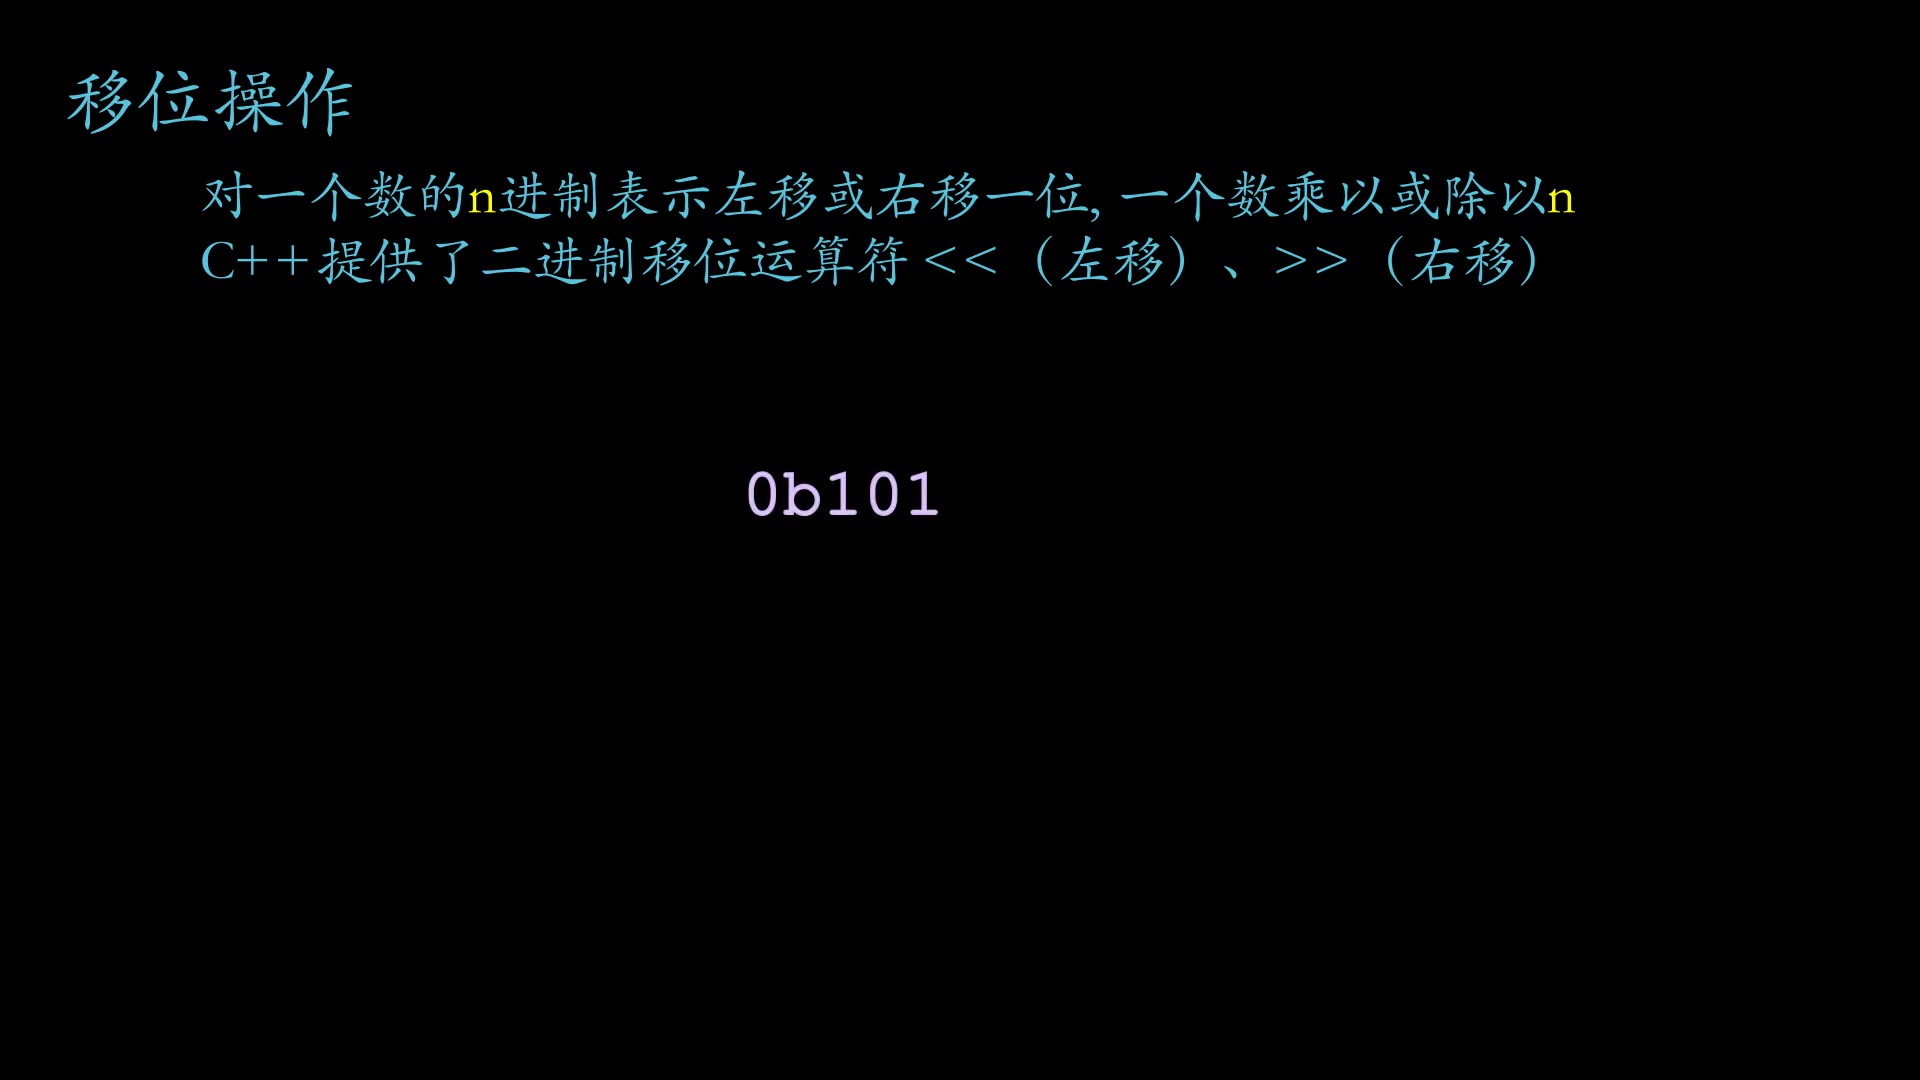 移位操作
对一个数的n进制表示左移或右移一位, 一个数乘以或除以n
C++提供了二进制移位运算符 << （左移）、>> （右移）
0b101